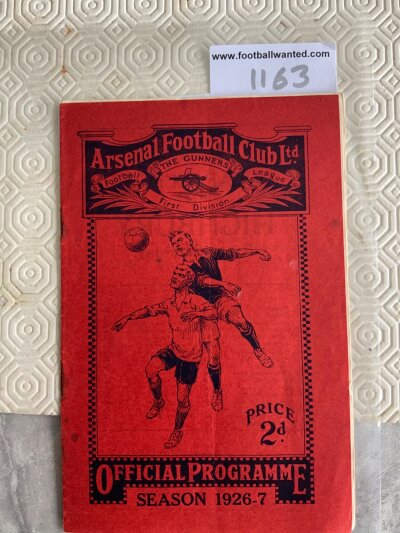 www.footballwanted.com
1163
Arsenal Football Club Ltd
"THE GUNNERS"
Football League
First Division
PRICE
2d.
OFFICIAL PROGRAMME
SEASON 1926-7